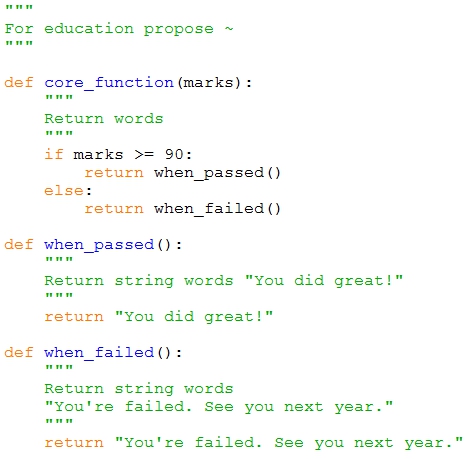 """
For education propose ~
"""
def core_function(marks):
    """
    Return words
    """
    if marks >= 90:
        return when_passed()
    else:
        return when_failed()
def when_passed():
    """
    Return string words "You did great!"
    """
    return "You did great!"
def when_failed():
    """
    Return string words
    "You're failed. See you next year."
    """
    return "You're failed. See you next year."